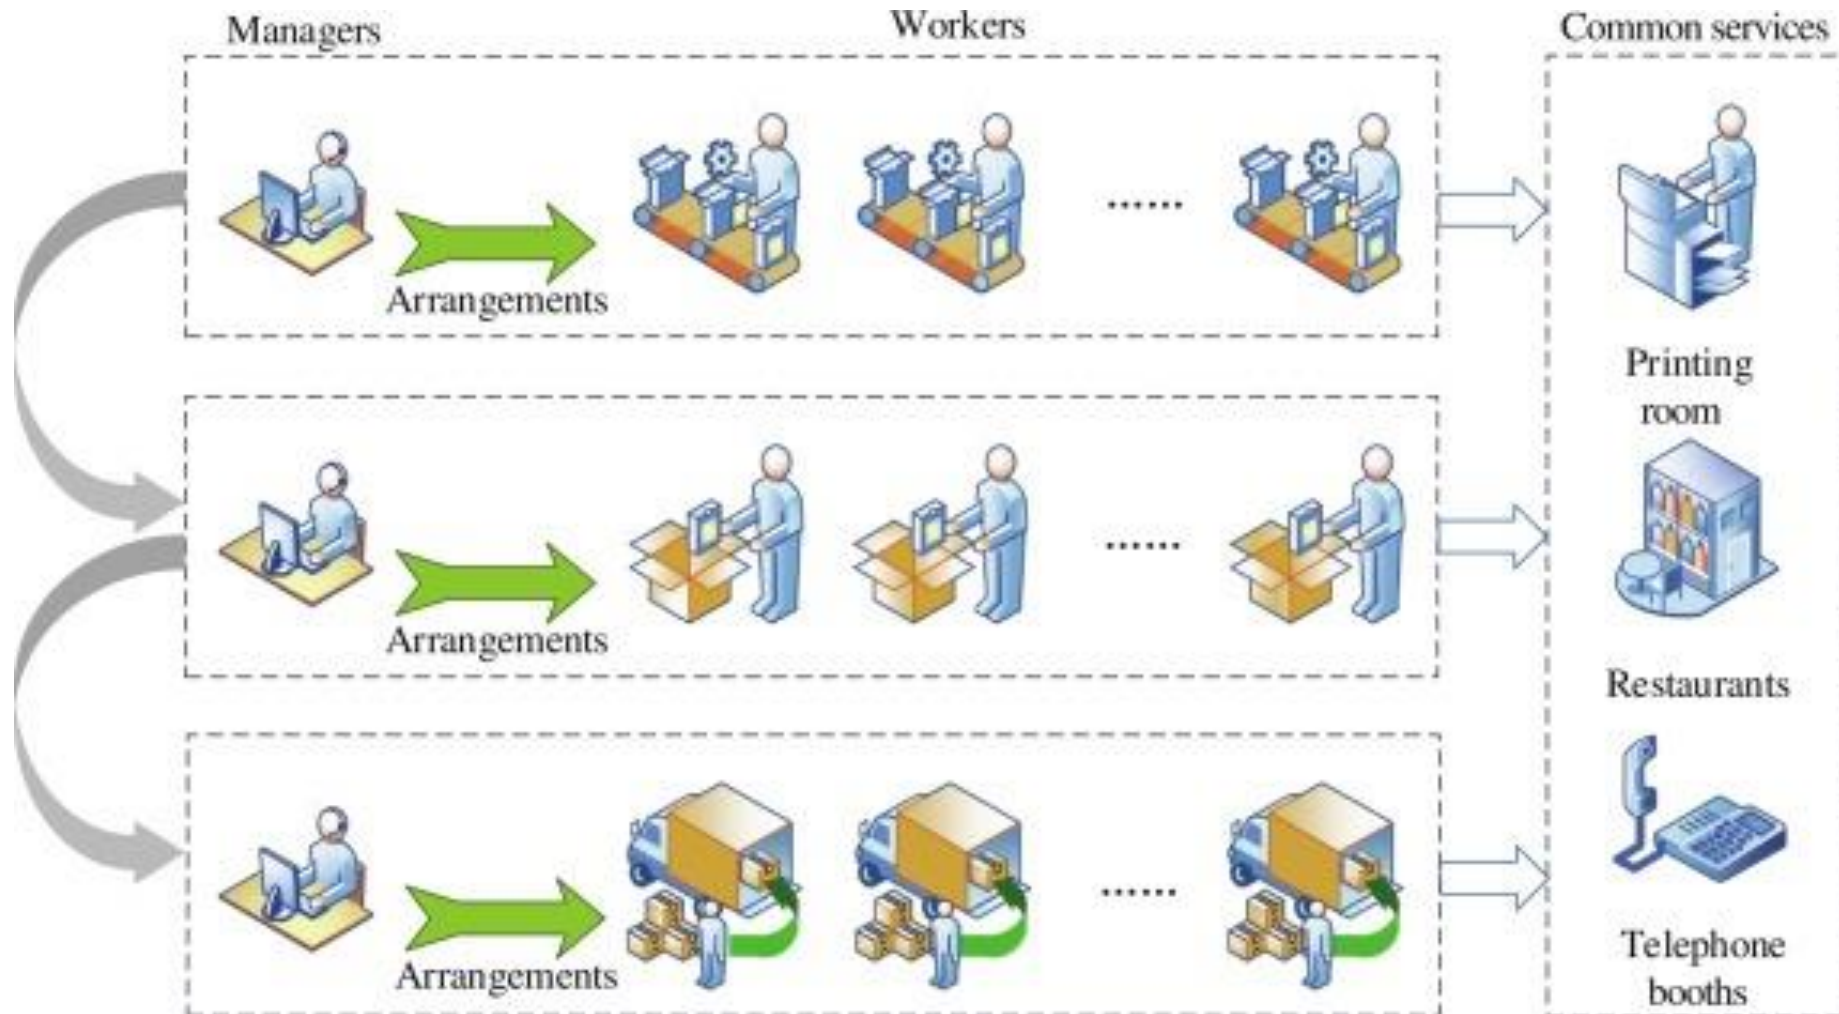 Managers
Workers
Common services
Arrangements
......
Printing
room
Arrangements
......
Restaurants
Arrangements
......
Telephone
booths